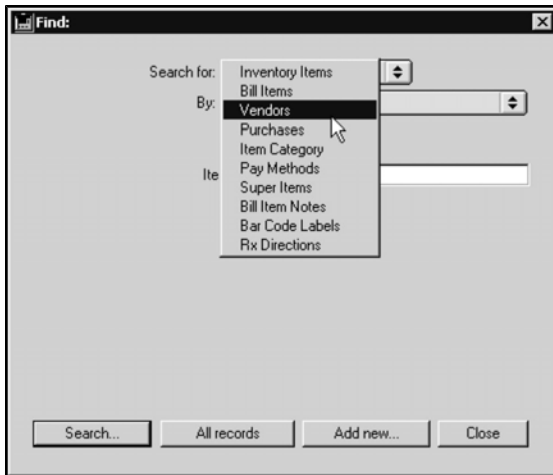 Find:
Search for:
Inventory Items
Bill Items
By:
Vendors
Purchases
Item Category
Ite
Pay Methods
Super Items
Bill Item Notes
Bar Code Labels
Rx Directions
Search...
All records
Add new...
Close